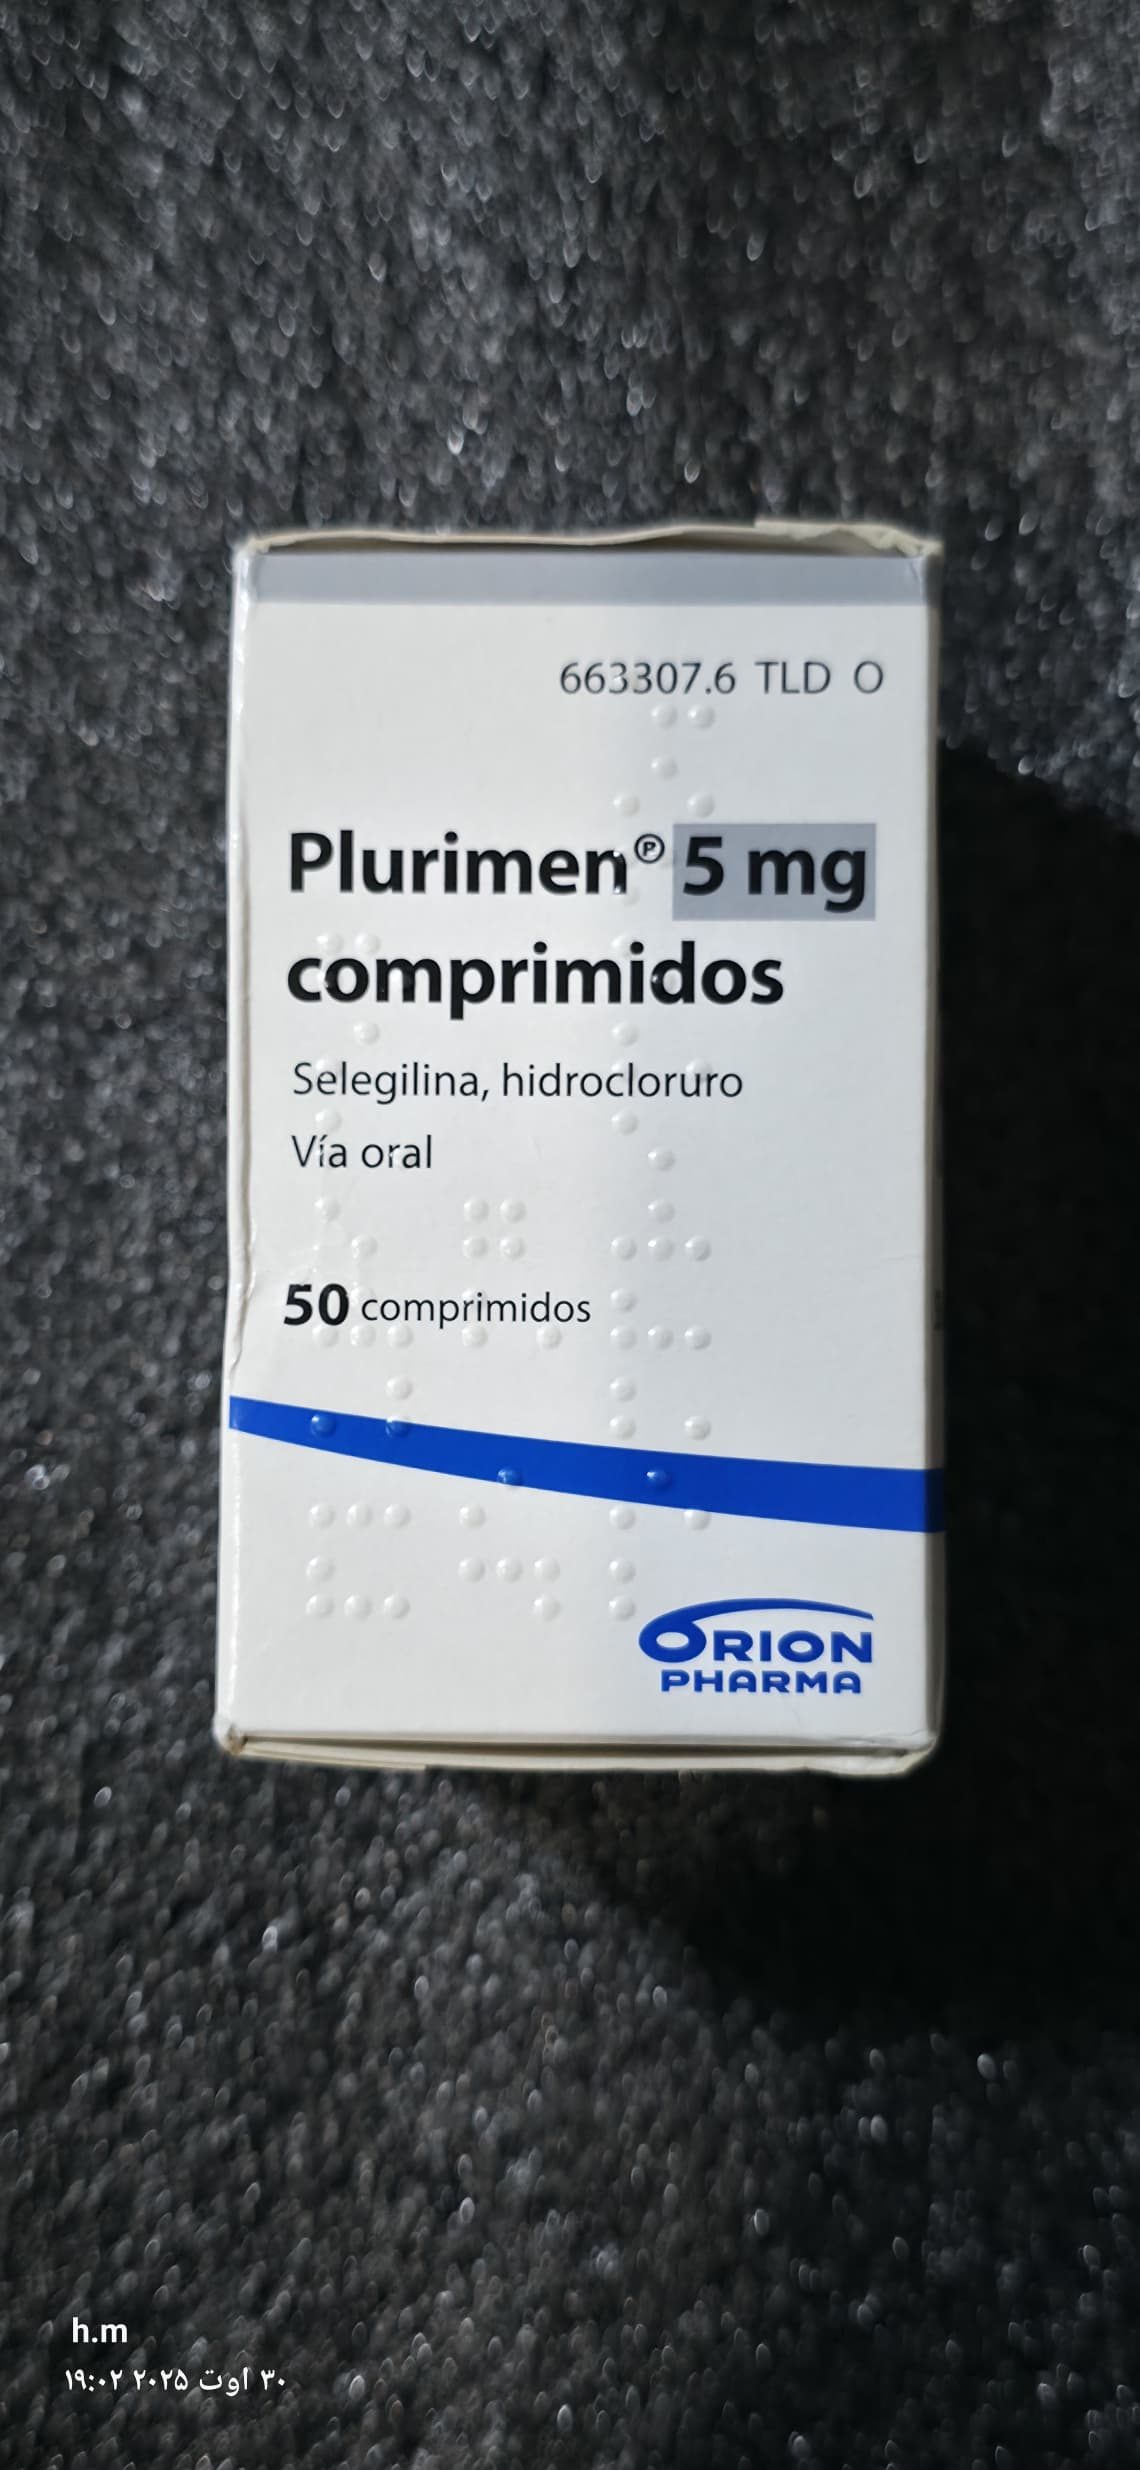 663307.6 TLD O
Plurimen® 5 mg
comprimidos
Selegilina, hidrocloruro
Vía oral
50 comprimidos
ORION
PHARMA
h.m
۳۰ اوت ۲۰۲۵ ۱۹:۰۲